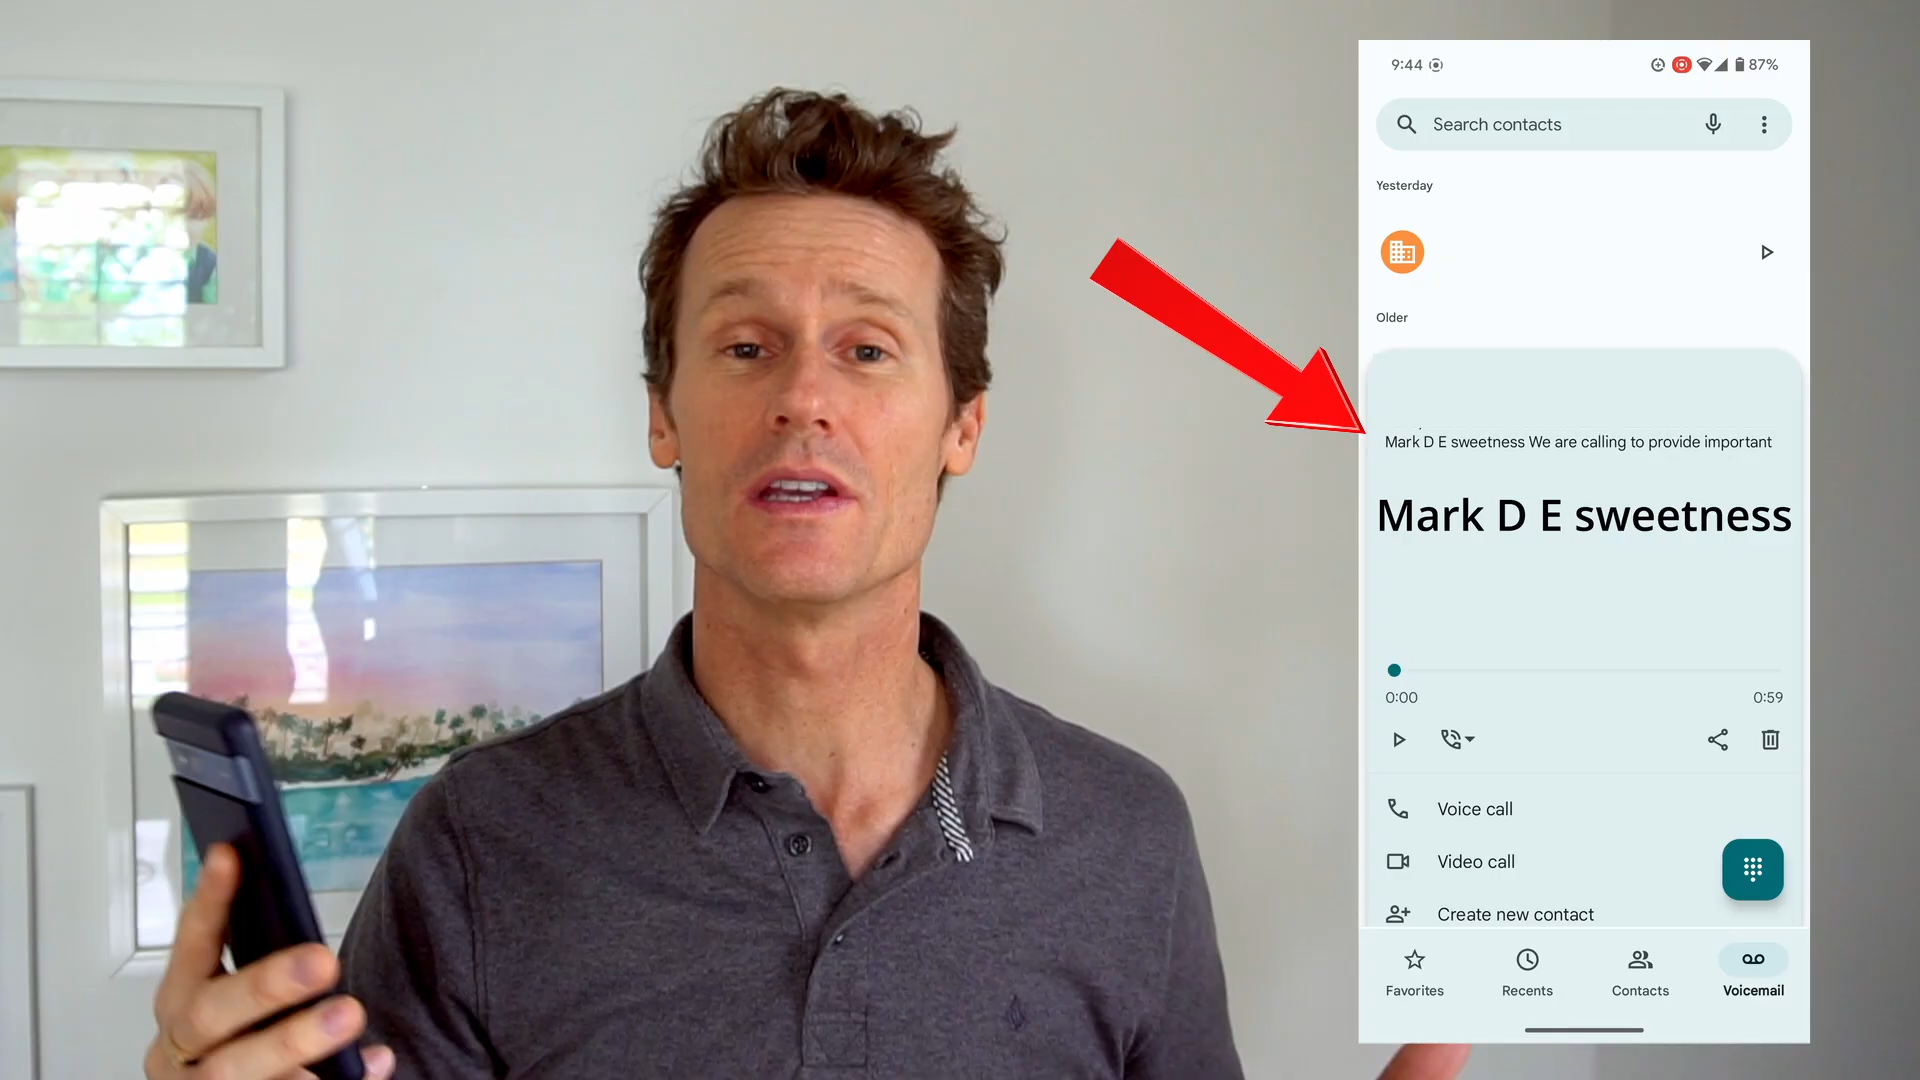 9:44
87%
Search contacts
Yesterday
Older
Mark D E sweetness We are calling to provide important
Mark D E sweetness
0:00
0:59
Voice call
Video call
Create new contact
Favorites
Recents
Contacts
Voicemail